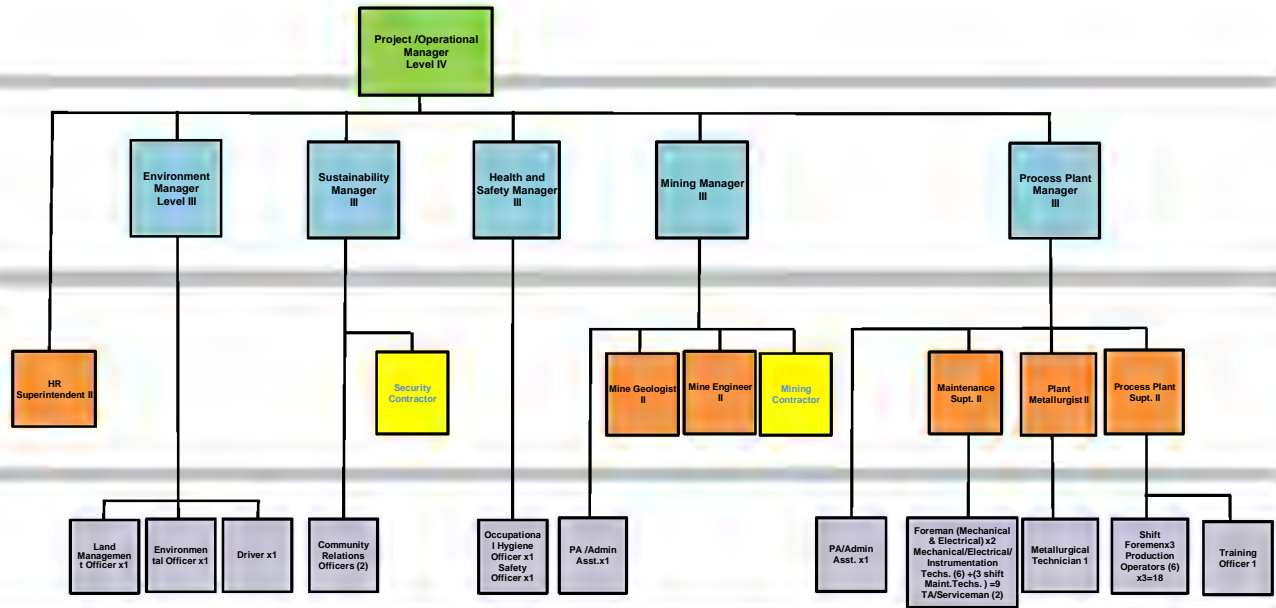 Project /Operational
Manager
Level IV
Environment
Manager
Level III
Sustainability
Manager
III
Health and
Safety Manager
III
Mining Manager
III
Process Plant
Manager
III
HR
Superintendent II
Security
Contractor
Mine Geologist
II
Mine Engineer
II
Mining
Contractor
Maintenance
Supt. II
Plant
Metallurgist II
Process Plant
Supt. II
Land
Managemen
t Officer x1
Environmen
tal Officer x1
Driver x1
Community
Relations
Officers (2)
Occupationa
l Hygiene
Officer x1
Safety
Officer x1
PA /Admin
Asst.x1
PA/Admin
Asst. x1
Foreman (Mechanical
& Electrical) x2
Mechanical/Electrical/
Instrumentation
Techs. (6) +(3 shift
Maint.Techs. ) =9
TA/Serviceman (2)
Metallurgical
Technician 1
Shift
Foremenx3
Production
Operators (6)
x3=18
Training
Officer 1